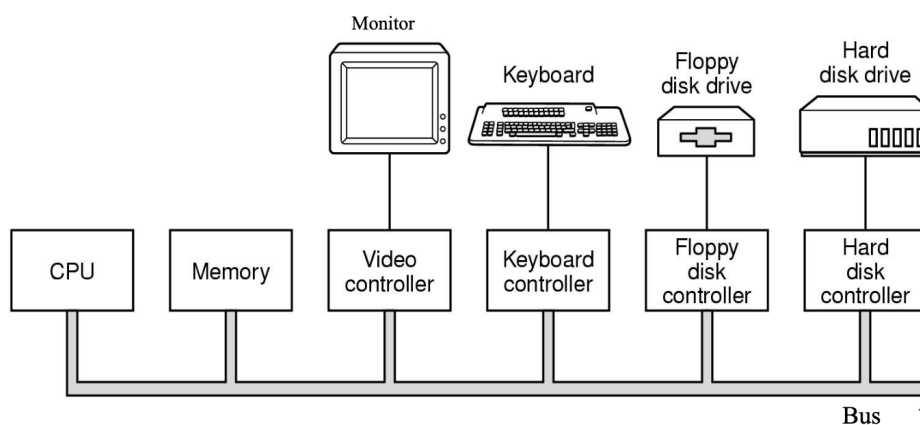 Monitor
Keyboard
Floppy
disk drive
Hard
disk drive
CPU
Memory
Video
controller
Keyboard
controller
Floppy
disk
controller
Hard
disk
controller
Bus